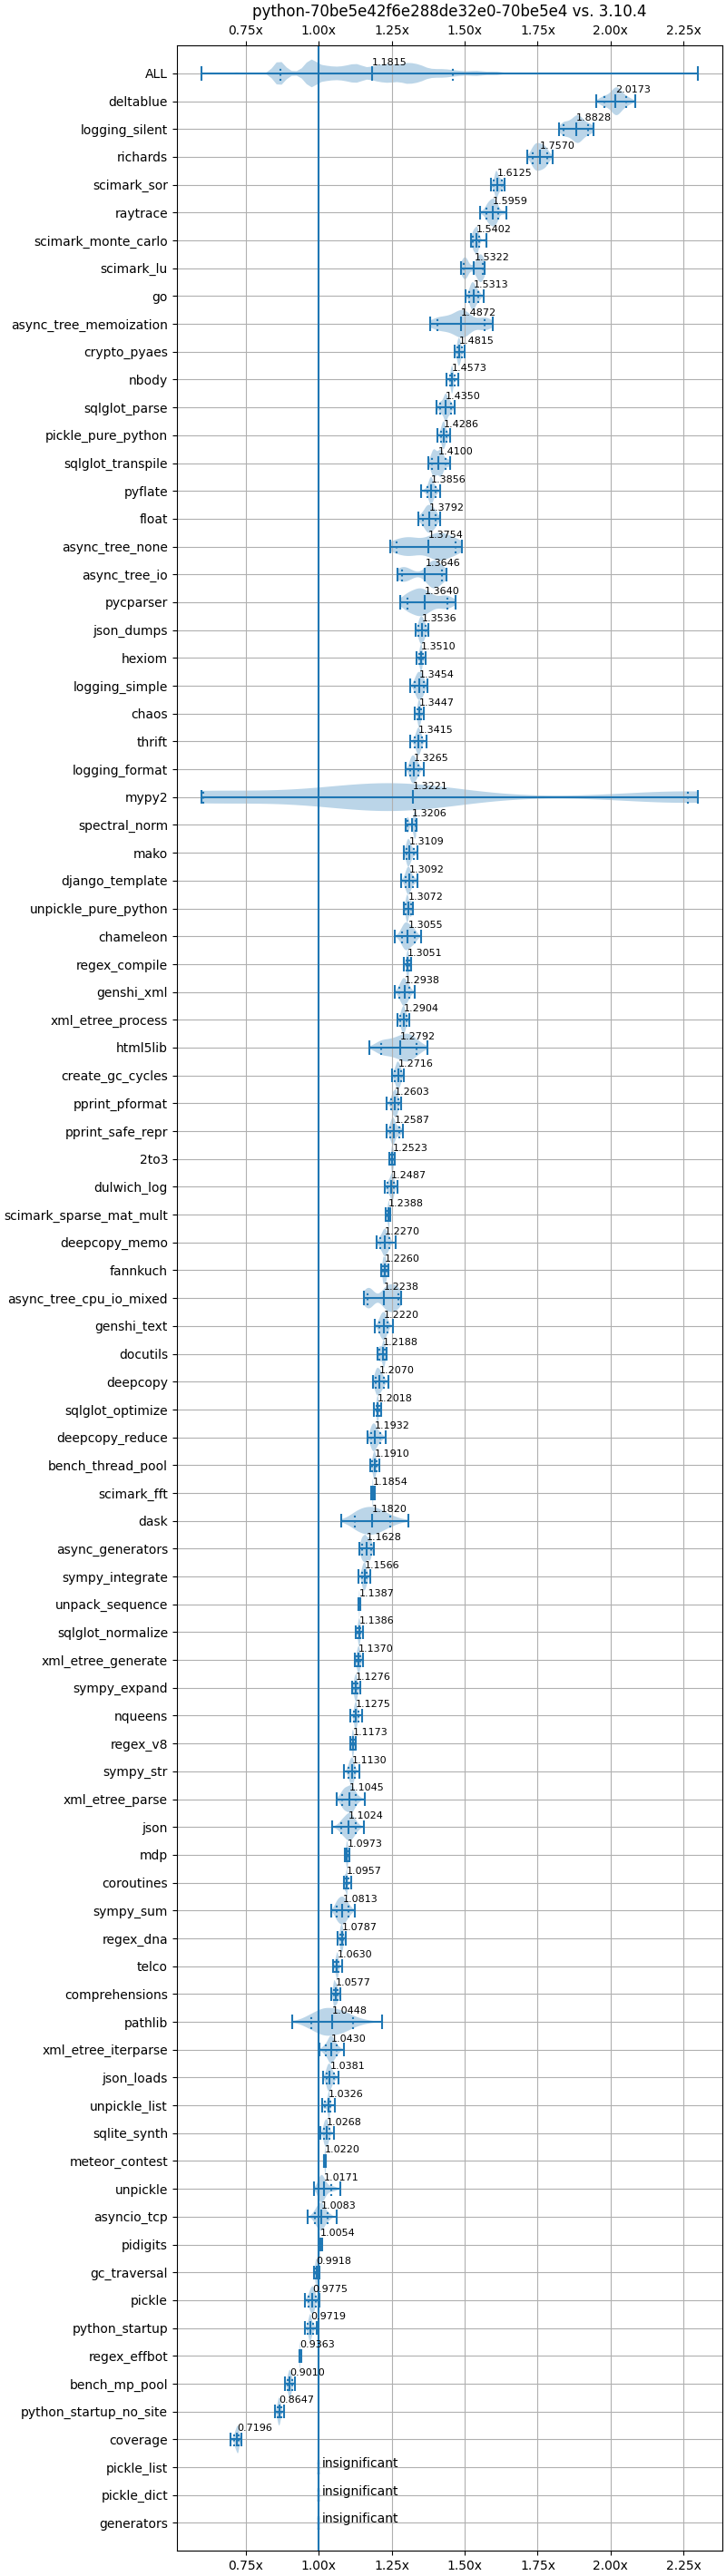 python-70be5e42f6e288de32e0-70be5e4 vs. 3.10.4
0.75x 1.00x 1.25x 1.50x 1.75x 2.00x 2.25x
ALL 1.1815
deltablue 2.0173
logging_silent 1.8828
richards 1.7570
scimark_sor 1.6125
raytrace 1.5959
scimark_monte_carlo 1.5402
scimark_lu 1.5322
go 1.5313
async_tree_memoization 1.4872
crypto_pyaes 1.4815
nbody 1.4573
sqlglot_parse 1.4350
pickle_pure_python 1.4286
sqlglot_transpile 1.4100
pyflate 1.3856
float 1.3792
async_tree_none 1.3754
async_tree_io 1.3646
pycparser 1.3640
json_dumps 1.3536
hexiom 1.3510
logging_simple 1.3454
chaos 1.3447
thrift 1.3415
logging_format 1.3265
mypy2 1.3221
spectral_norm 1.3206
mako 1.3109
django_template 1.3092
unpickle_pure_python 1.3072
chameleon 1.3055
regex_compile 1.3051
genshi_xml 1.2938
xml_etree_process 1.2904
html5lib 1.2792
create_gc_cycles 1.2716
pprint_pformat 1.2603
pprint_safe_repr 1.2587
2to3 1.2523
dulwich_log 1.2487
scimark_sparse_mat_mult 1.2388
deepcopy_memo 1.2270
fannkuch 1.2260
async_tree_cpu_io_mixed 1.2238
genshi_text 1.2220
docutils 1.2188
deepcopy 1.2070
sqlglot_optimize 1.2018
deepcopy_reduce 1.1932
bench_thread_pool 1.1910
scimark_fft 1.1854
dask 1.1820
async_generators 1.1628
sympy_integrate 1.1566
unpack_sequence 1.1387
sqlglot_normalize 1.1386
xml_etree_generate 1.1370
sympy_expand 1.1276
nqueens 1.1275
regex_v8 1.1173
sympy_str 1.1130
xml_etree_parse 1.1045
json 1.1024
mdp 1.0973
coroutines 1.0957
sympy_sum 1.0813
regex_dna 1.0787
telco 1.0630
comprehensions 1.0577
pathlib 1.0448
xml_etree_iterparse 1.0430
json_loads 1.0381
unpickle_list 1.0326
sqlite_synth 1.0268
meteor_contest 1.0220
unpickle 1.0171
asyncio_tcp 1.0083
pidigits 1.0054
gc_traversal 0.9918
pickle 0.9775
python_startup 0.9719
regex_effbot 0.9363
bench_mp_pool 0.9010
python_startup_no_site 0.8647
coverage 0.7196
pickle_list insignificant
pickle_dict insignificant
generators insignificant
0.75x 1.00x 1.25x 1.50x 1.75x 2.00x 2.25x